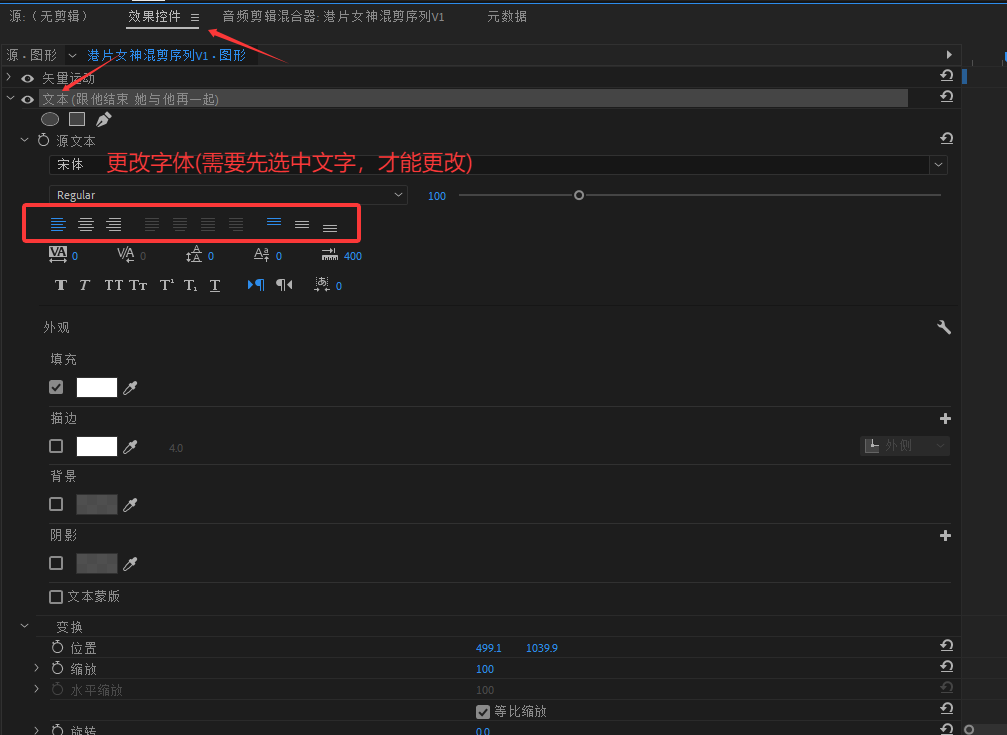 源:（无剪辑）
效果控件
音频剪辑混合器: 港片女神混剪序列V1
元数据
源·图形
港片女神混剪序列V1·图形
矢量运动
文本(跟他结束 她与他再一起)
源文本
宋体
更改字体(需要先选中文字，才能更改)
Regular
100
VA 0
V/A 0
A 0
Aa 0
400
T T TT Tт T¹ T₁ T ¶ ¶ あ 0
外观
填充
描边
4.0
外侧
背景
阴影
文本蒙版
变换
位置
499.1 1039.9
缩放
100
水平缩放
100
等比缩放
旋转
0.0